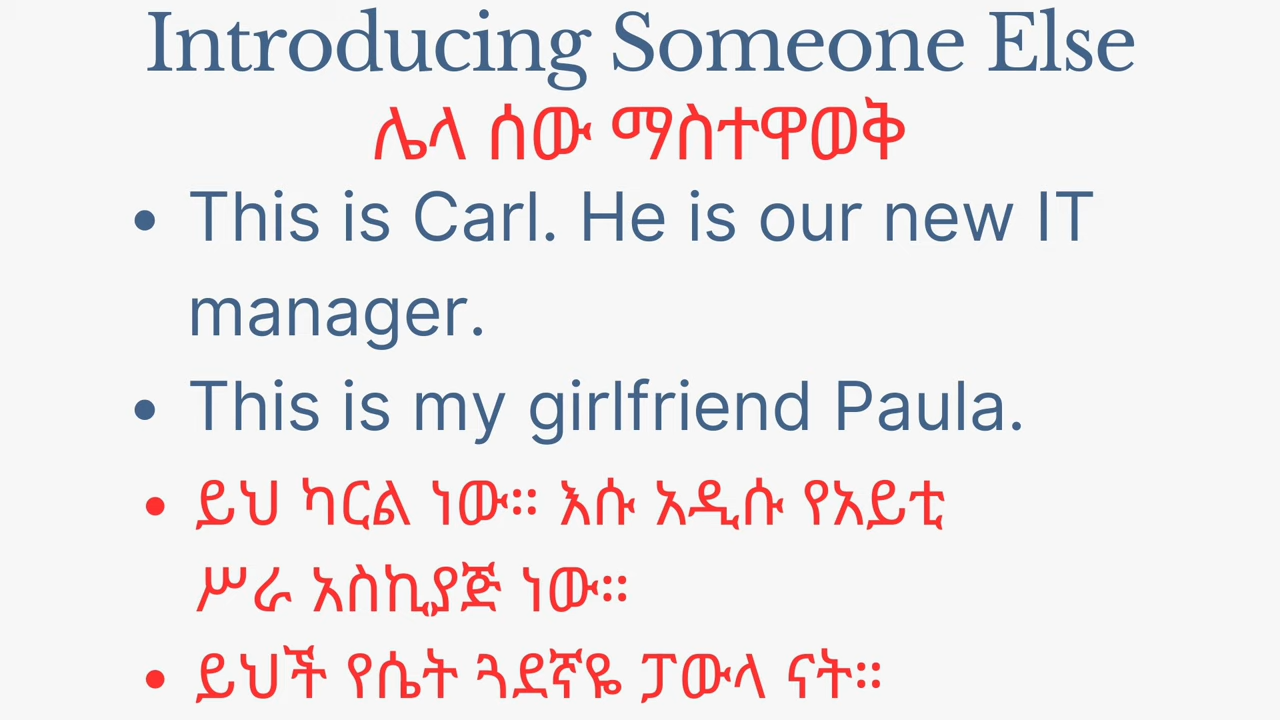 Introducing Someone Else
ሌላ ሰው ማስተዋወቅ
• This is Carl. He is our new IT
manager.
• This is my girlfriend Paula.
• ይህ ካርል ነው። እሱ አዲሱ የአይቲ
ሥራ አስኪያጅ ነው።
• ይህች የሴት ጓደኛዬ ፓውላ ናት።